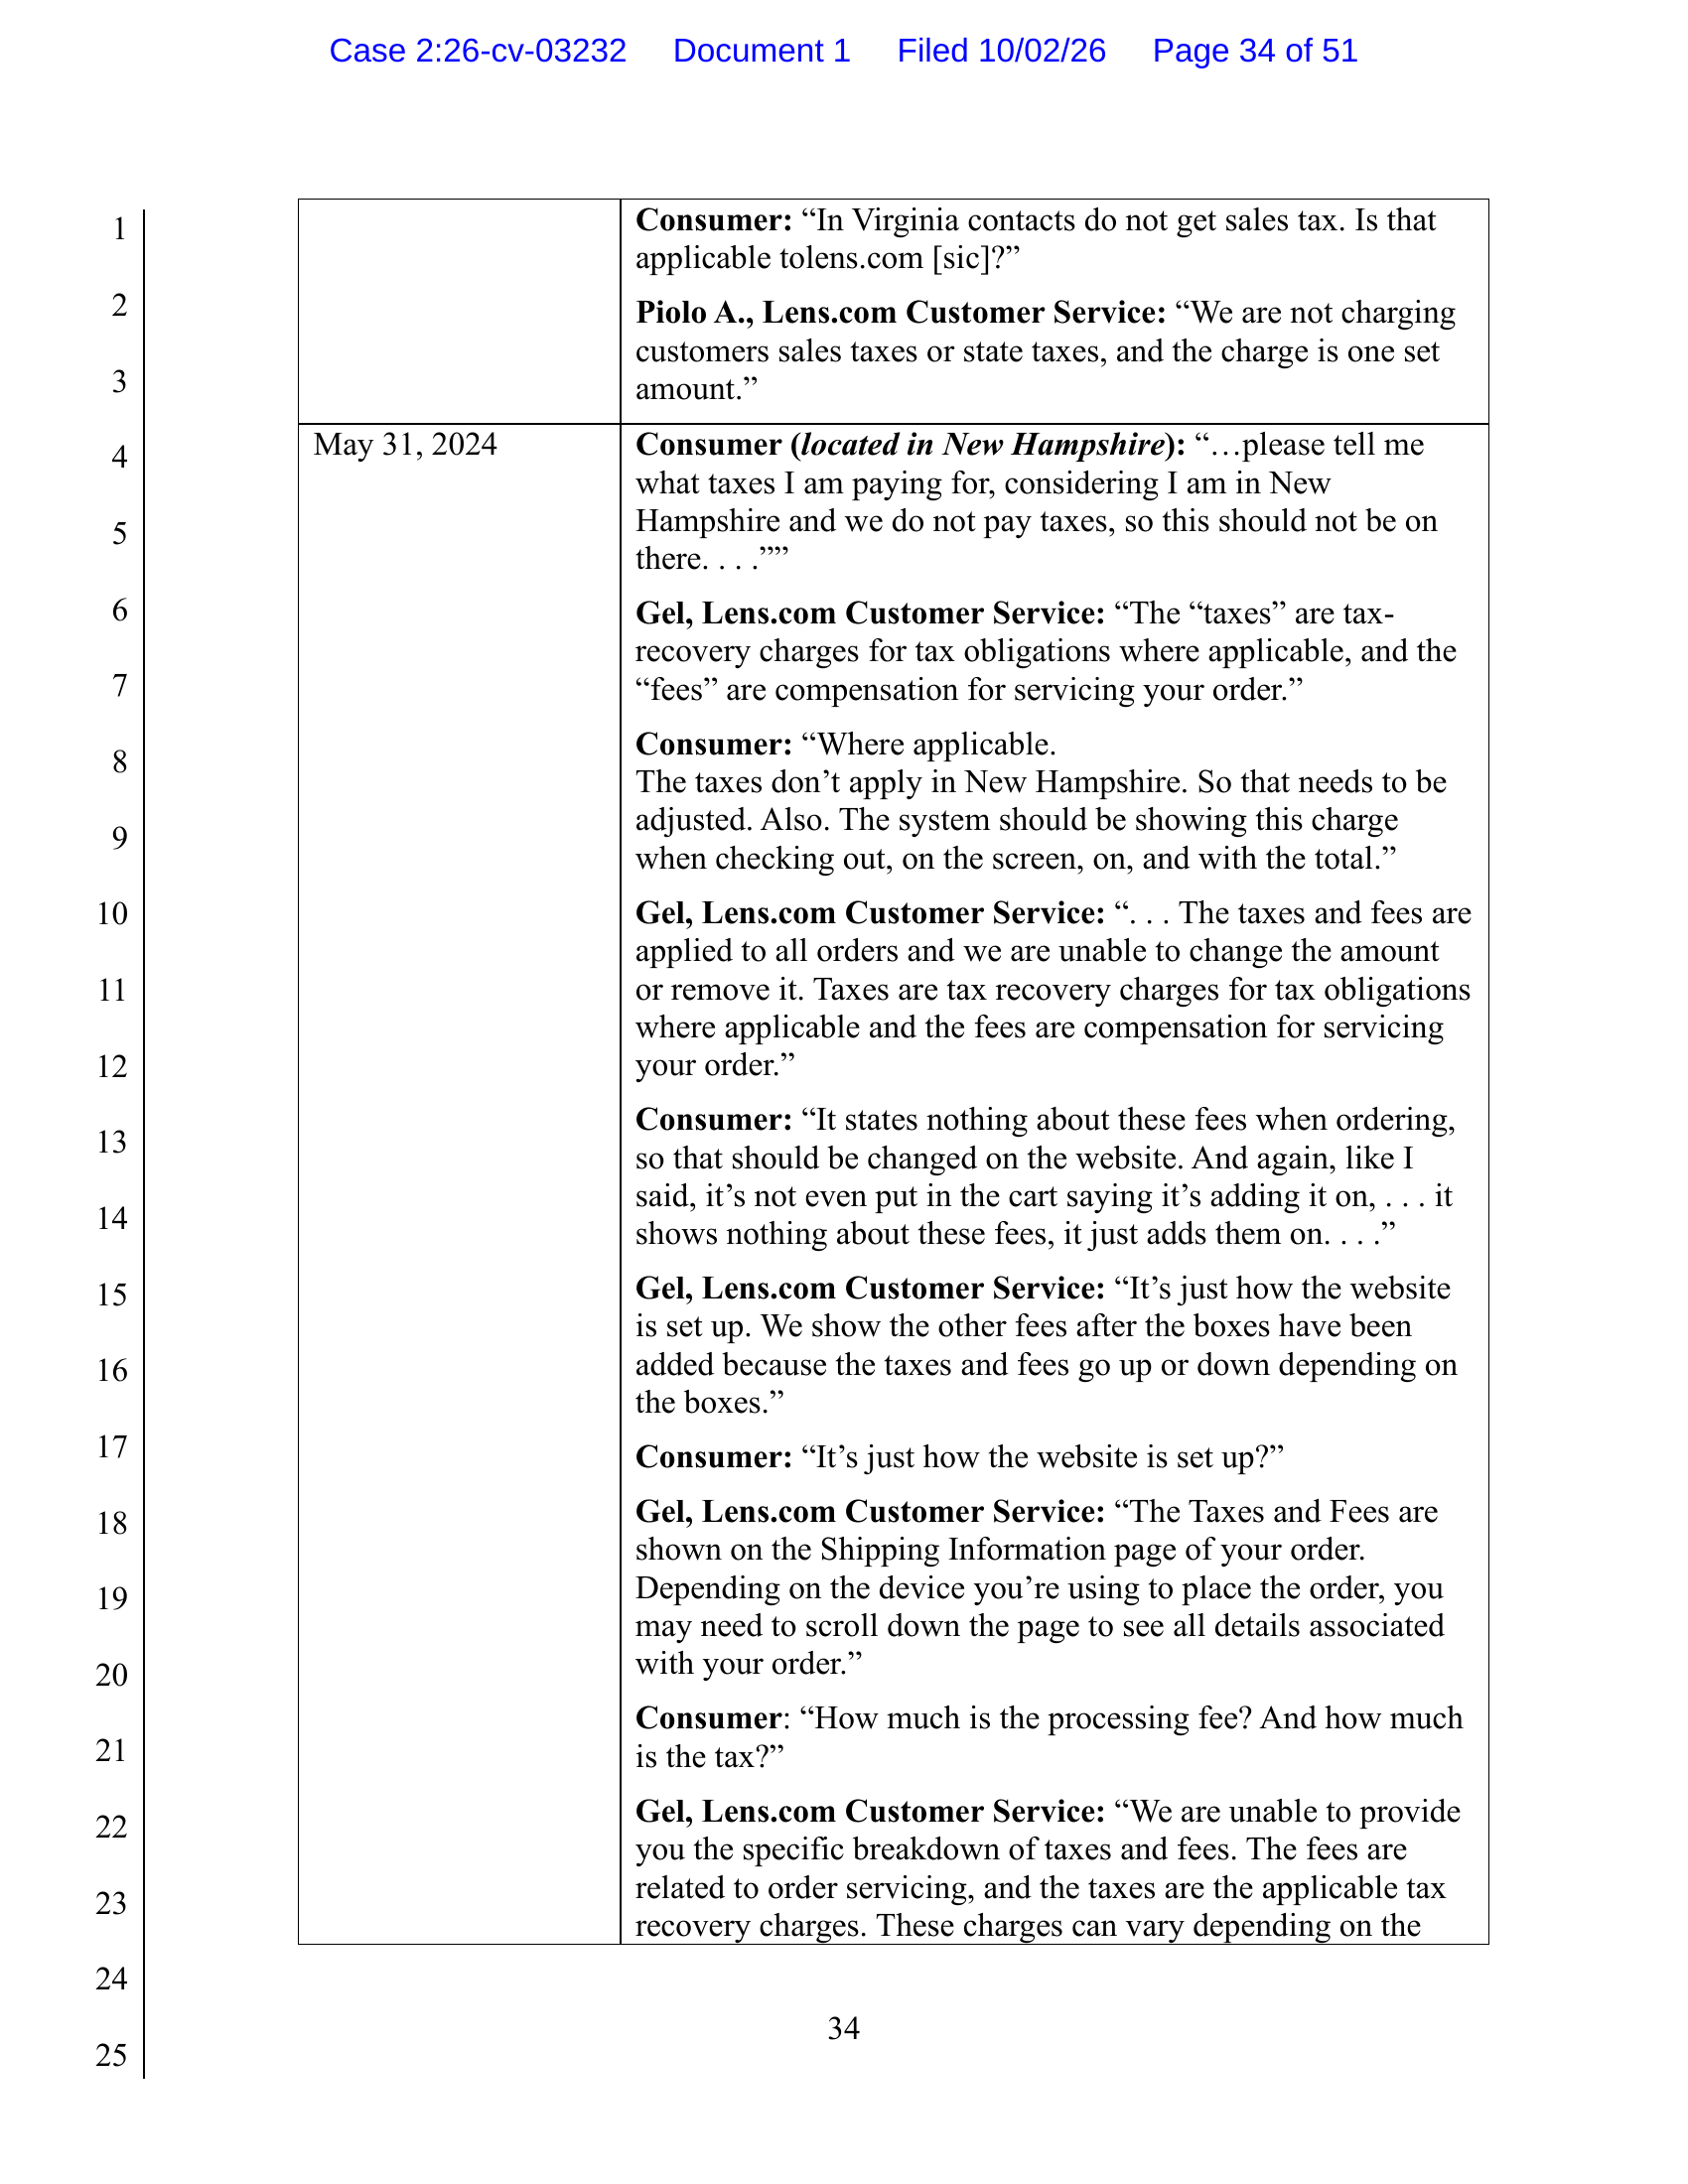 Case 2:26-cv-03232 Document 1 Filed 10/02/26 Page 34 of 51
1
2
3
4
5
6
7
8
9
10
11
12
13
14
15
16
17
18
19
20
21
22
23
24
25
Consumer: “In Virginia contacts do not get sales tax. Is that
applicable tolens.com [sic]?”
Piolo A., Lens.com Customer Service: “We are not charging
customers sales taxes or state taxes, and the charge is one set
amount.”
May 31, 2024
Consumer (located in New Hampshire): “…please tell me
what taxes I am paying for, considering I am in New
Hampshire and we do not pay taxes, so this should not be on
there. . . .””
Gel, Lens.com Customer Service: “The “taxes” are tax-
recovery charges for tax obligations where applicable, and the
“fees” are compensation for servicing your order.”
Consumer: “Where applicable.
The taxes don’t apply in New Hampshire. So that needs to be
adjusted. Also. The system should be showing this charge
when checking out, on the screen, on, and with the total.”
Gel, Lens.com Customer Service: “. . . The taxes and fees are
applied to all orders and we are unable to change the amount
or remove it. Taxes are tax recovery charges for tax obligations
where applicable and the fees are compensation for servicing
your order.”
Consumer: “It states nothing about these fees when ordering,
so that should be changed on the website. And again, like I
said, it’s not even put in the cart saying it’s adding it on, . . . it
shows nothing about these fees, it just adds them on. . . .”
Gel, Lens.com Customer Service: “It’s just how the website
is set up. We show the other fees after the boxes have been
added because the taxes and fees go up or down depending on
the boxes.”
Consumer: “It’s just how the website is set up?”
Gel, Lens.com Customer Service: “The Taxes and Fees are
shown on the Shipping Information page of your order.
Depending on the device you’re using to place the order, you
may need to scroll down the page to see all details associated
with your order.”
Consumer: “How much is the processing fee? And how much
is the tax?”
Gel, Lens.com Customer Service: “We are unable to provide
you the specific breakdown of taxes and fees. The fees are
related to order servicing, and the taxes are the applicable tax
recovery charges. These charges can vary depending on the
34